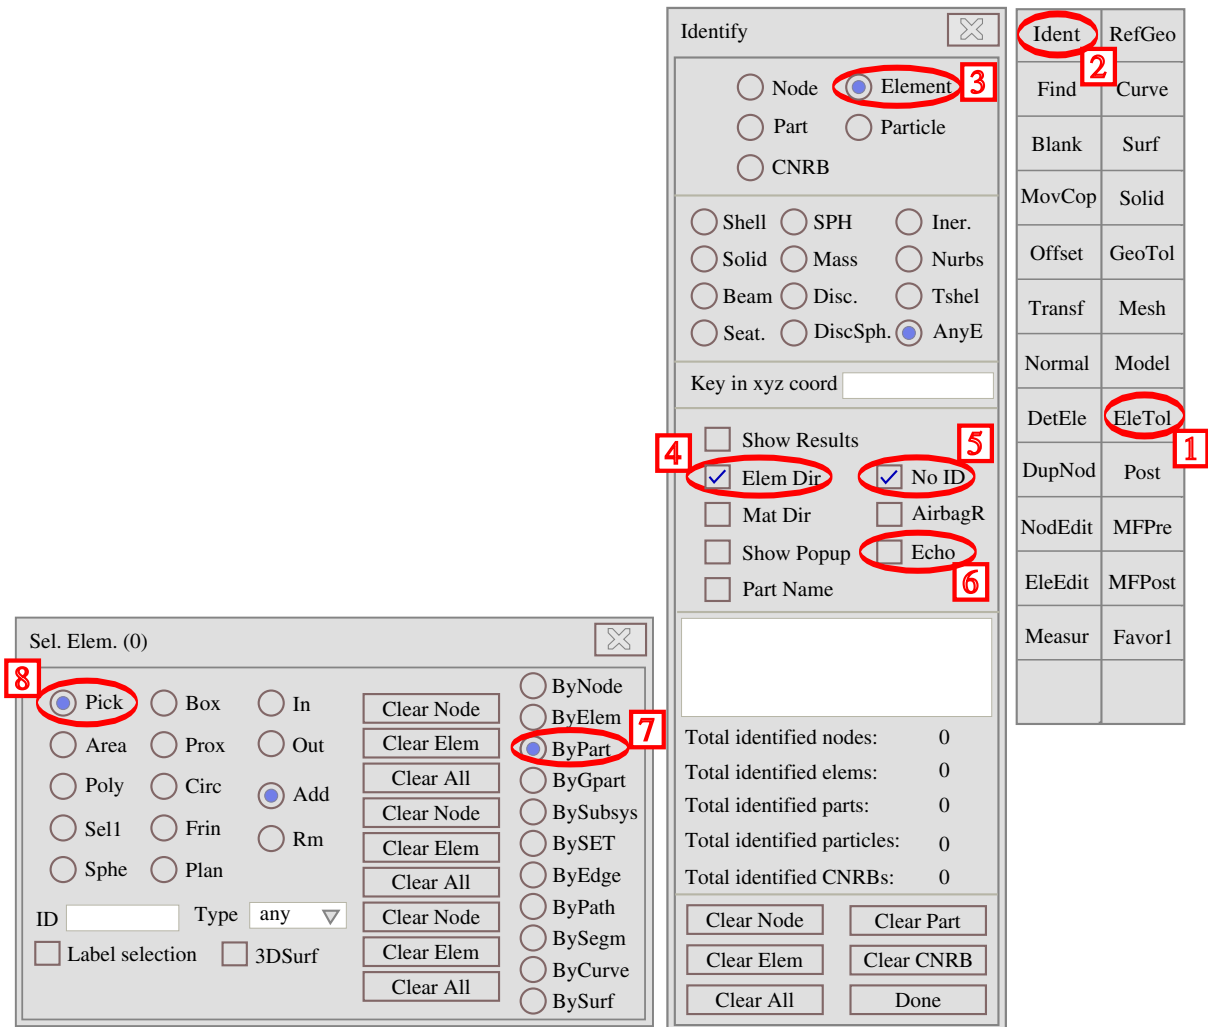 Identify
Node
Element
3
Part
Particle
CNRB
Shell
SPH
Iner.
Solid
Mass
Nurbs
Beam
Disc.
Tshel
Seat.
DiscSph.
AnyE
Key in xyz coord
Show Results
5
4
Elem Dir
No ID
Mat Dir
AirbagR
Show Popup
Echo
6
Part Name
Total identified nodes: 0
Total identified elems: 0
Total identified parts: 0
Total identified particles: 0
Total identified CNRBs: 0
Clear Node
Clear Part
Clear Elem
Clear CNRB
Clear All
Done
Ident
RefGeo
2
Find
Curve
Blank
Surf
MovCop
Solid
Offset
GeoTol
Transf
Mesh
Normal
Model
DetEle
EleTol
1
DupNod
Post
NodEdit
MFPre
EleEdit
MFPost
Measur
Favor1
Sel. Elem. (0)
8
Pick
Box
In
Area
Prox
Out
Poly
Circ
Add
Sel1
Frin
Rm
Sphe
Plan
ID
Type
any
Label selection
3DSurf
Clear Node
Clear Elem
Clear All
Clear Node
Clear Elem
Clear All
Clear Node
Clear Elem
Clear All
ByNode
ByElem
7
ByPart
ByGpart
BySubsys
BySET
ByEdge
ByPath
BySegm
ByCurve
BySurf